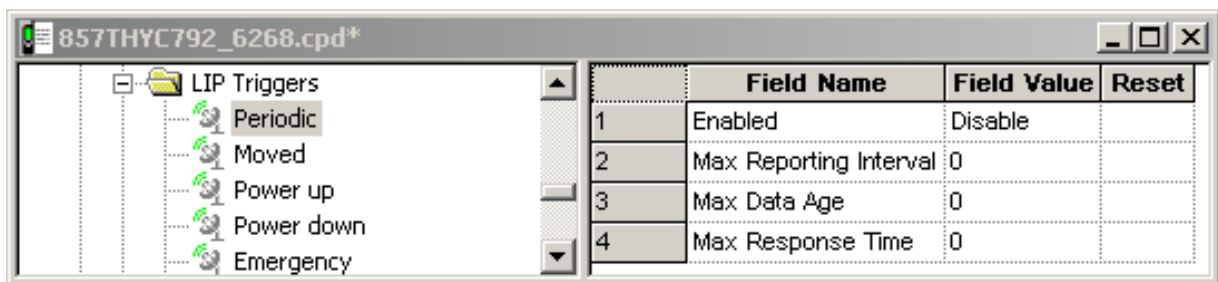 857THYC792_6268.cpd*
LIP Triggers
Periodic
Moved
Power up
Power down
Emergency
Field Name Field Value Reset
1 Enabled Disable
2 Max Reporting Interval 0
3 Max Data Age 0
4 Max Response Time 0